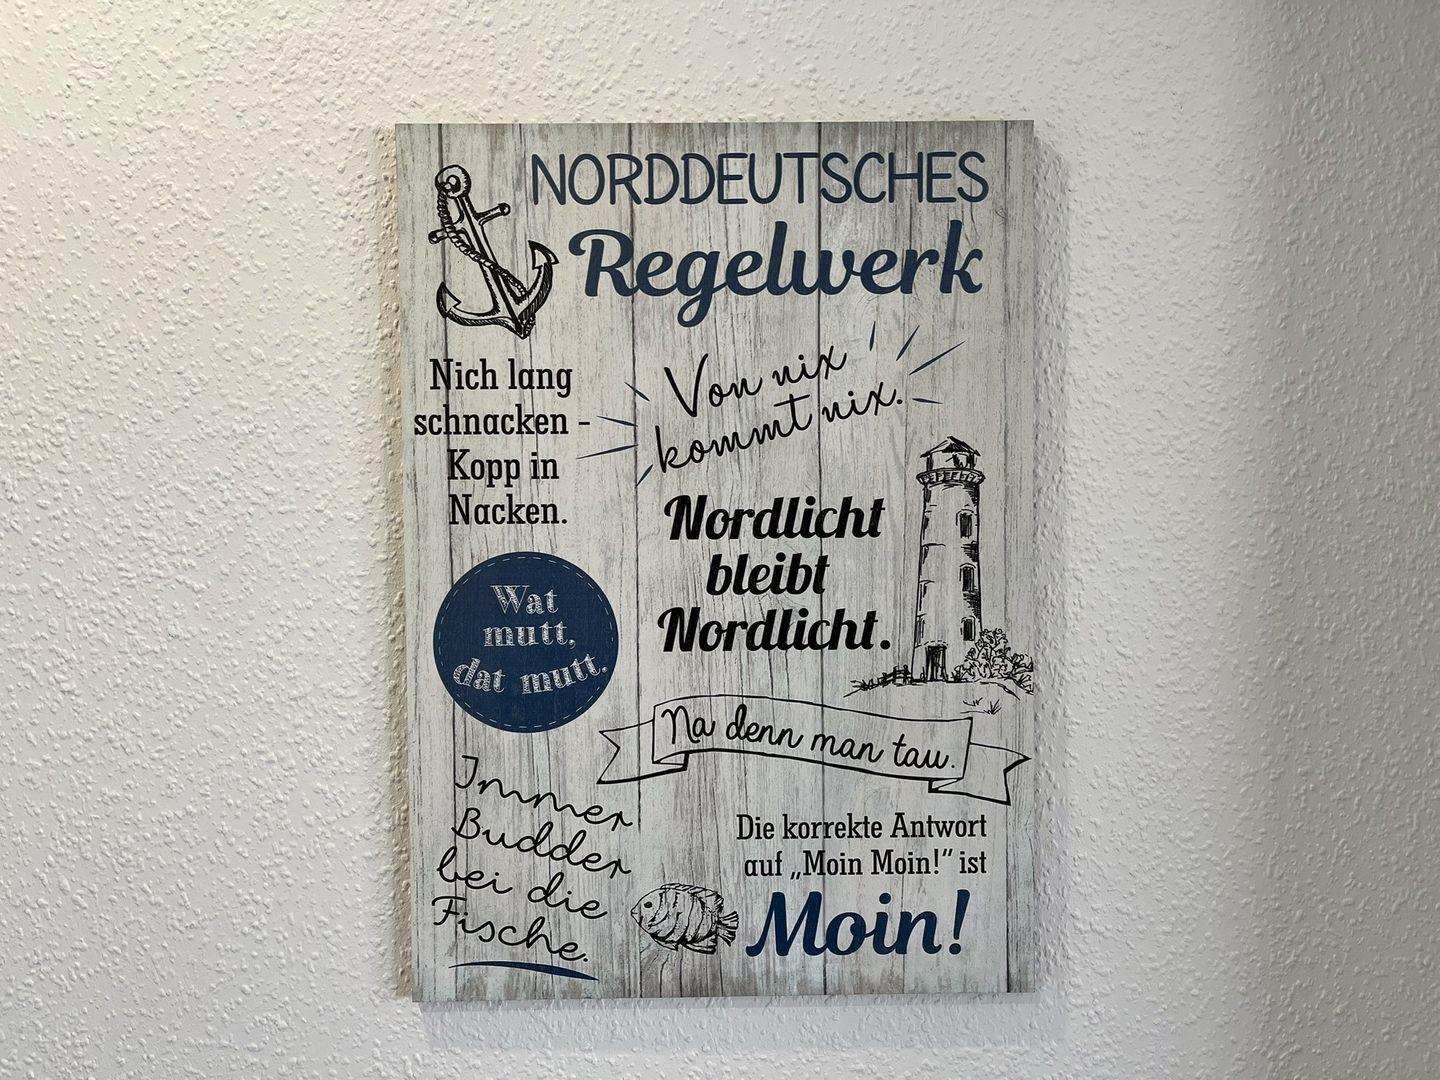 NORDDEUTSCHES
Regelwerk
Nich lang
schnacken -
Kopp in
Nacken.
Von nix
kommt nix.
Nordlicht
bleibt
Nordlicht.
Wat
mutt,
dat mutt.
Na denn man tau.
Immer
Budder
bei die
Fische.
Die korrekte Antwort
auf „Moin Moin!“ ist
Moin!